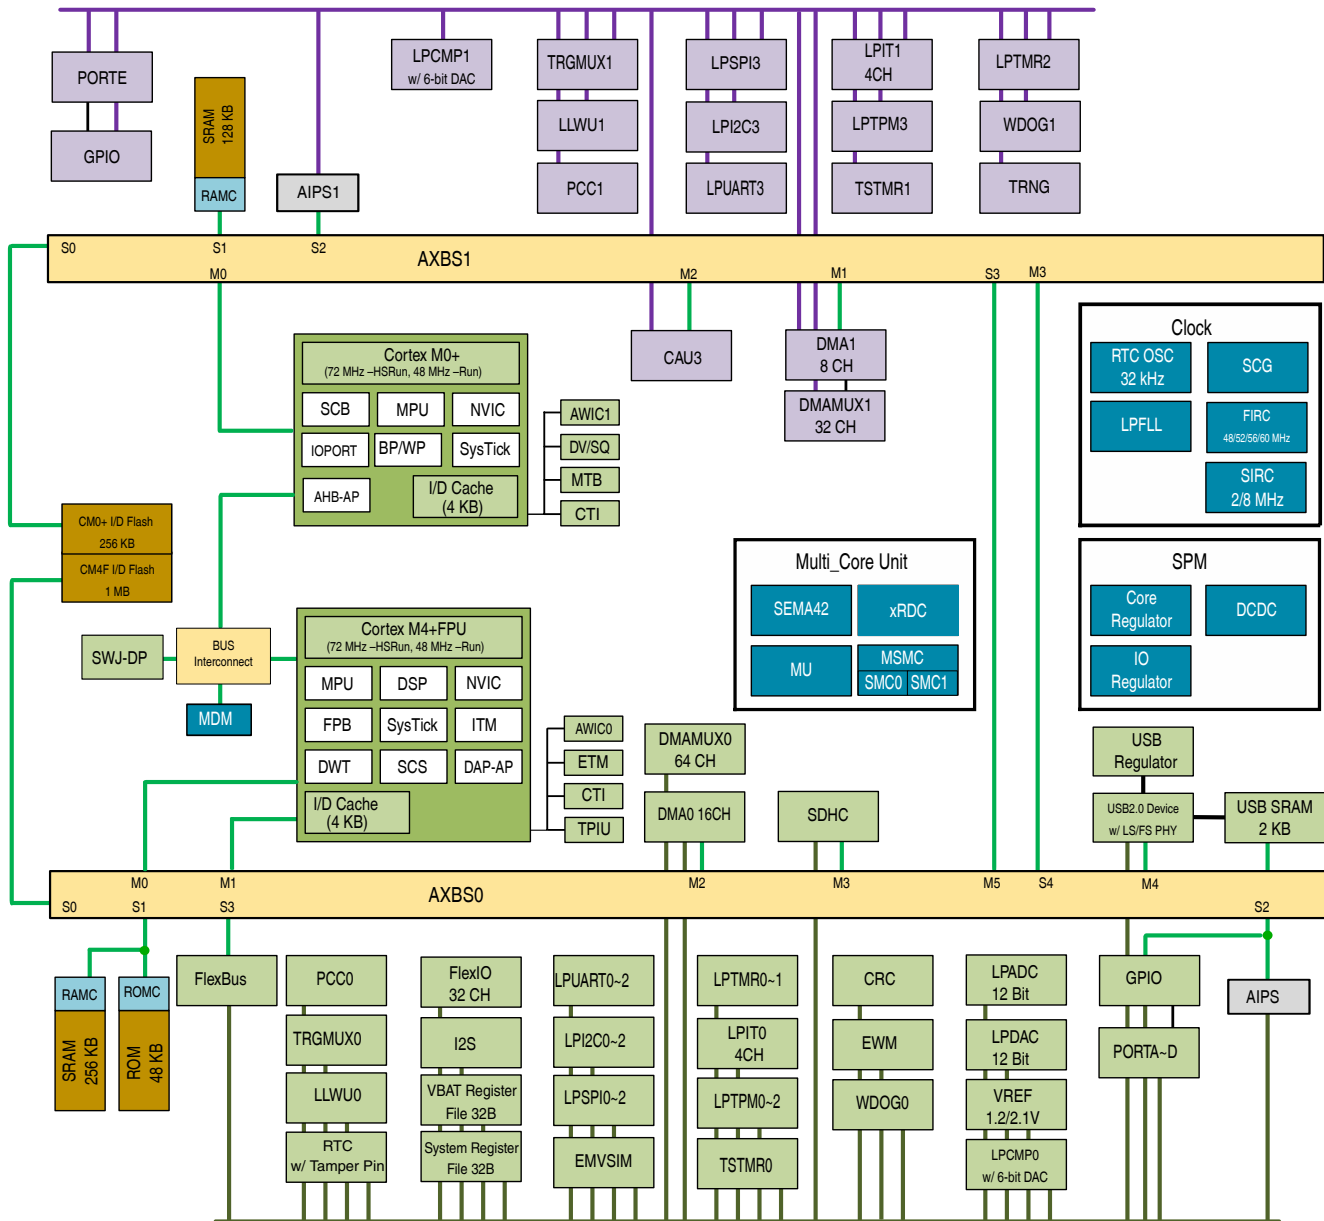 PORTE
GPIO
SRAM
128 KB
RAMC
AIPS1
LPCMP1
w/ 6-bit DAC
TRGMUX1
LLWU1
PCC1
LPSPI3
LPI2C3
LPUART3
LPIT1
4CH
LPTPM3
TSTMR1
LPTMR2
WDOG1
TRNG
S0
S1
S2
AXBS1
M0
M2
M1
S3
M3
Cortex M0+
(72 MHz –HSRun, 48 MHz –Run)
SCB
MPU
NVIC
IOPORT
BP/WP
SysTick
AHB-AP
I/D Cache
(4 KB)
AWIC1
DV/SQ
MTB
CTI
CAU3
DMA1
8 CH
DMAMUX1
32 CH
Clock
RTC OSC
32 kHz
SCG
LPFLL
FIRC
48/52/56/60 MHz
SIRC
2/8 MHz
CM0+ I/D Flash
256 KB
CM4F I/D Flash
1 MB
SWJ-DP
BUS
Interconnect
MDM
Cortex M4+FPU
(72 MHz –HSRun, 48 MHz –Run)
MPU
DSP
NVIC
FPB
SysTick
ITM
DWT
SCS
DAP-AP
I/D Cache
(4 KB)
AWIC0
ETM
CTI
TPIU
Multi_Core Unit
SEMA42
xRDC
MU
MSMC
SMC0
SMC1
SPM
Core
Regulator
DCDC
IO
Regulator
DMAMUX0
64 CH
DMA0 16CH
SDHC
USB
Regulator
USB2.0 Device
w/ LS/FS PHY
USB SRAM
2 KB
M0
M1
M2
M3
M5
S4
M4
AXBS0
S0
S1
S3
S2
RAMC
SRAM
256 KB
ROMC
ROM
48 KB
FlexBus
PCC0
TRGMUX0
LLWU0
RTC
w/ Tamper Pin
FlexIO
32 CH
I2S
VBAT Register
File 32B
System Register
File 32B
LPUART0~2
LPI2C0~2
LPSPI0~2
EMVSIM
LPTMR0~1
LPIT0
4CH
LPTPM0~2
TSTMR0
CRC
EWM
WDOG0
LPADC
12 Bit
LPDAC
12 Bit
VREF
1.2/2.1V
LPCMP0
w/ 6-bit DAC
GPIO
PORTA~D
AIPS